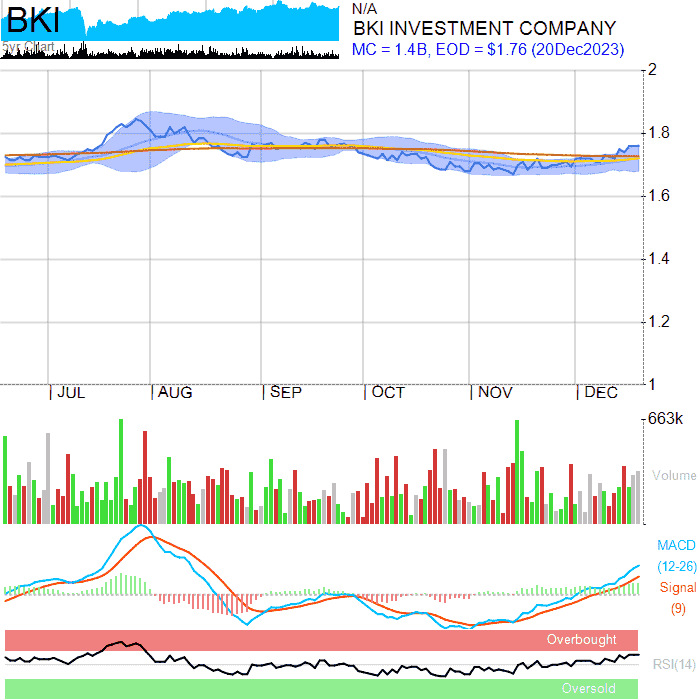 BKI
5yr Chart
N/A
BKI INVESTMENT COMPANY
MC = 1.4B, EOD = $1.76 (20Dec2023)
2
1.8
1.6
1.4
1.2
1
JUL AUG SEP OCT NOV DEC
663k
Volume
MACD
(12-26)
Signal
(9)
Overbought
RSI(14)
Oversold